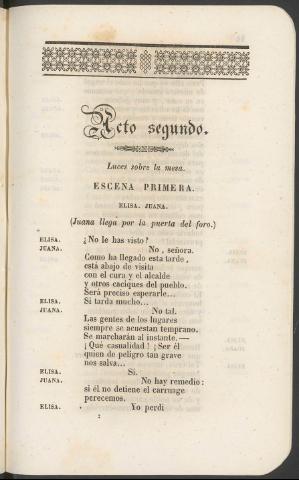 Acto segundo.
Luces sobre la mesa.
ESCENA PRIMERA.
ELISA. JUANA.
(Juana llega por la puerta del foro.)
ELISA. ¿No le has visto?
JUANA. No, señora.
Como ha llegado esta tarde,
está abajo de visita
con el cura y el alcalde
y otros caciques del pueblo.
Será preciso esperarle...
ELISA. Si tarda mucho...
JUANA. No tal.
Las gentes de los lugares
siempre se acuestan temprano.
Se marcharán al instante.—
¡Qué casualidad! ¡Ser él
quien de peligro tan grave
nos salva...
ELISA. Si.
JUANA. No hay remedio:
si él no detiene el carruage
perecemos.
ELISA. Yo perdi
2